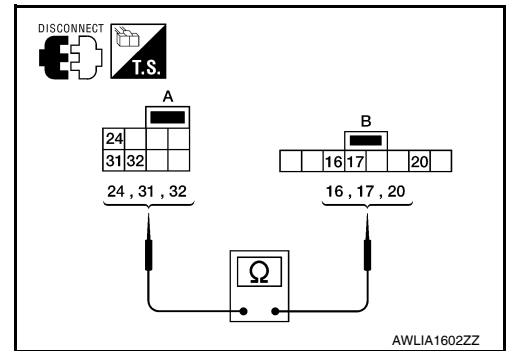 DISCONNECT
T.S.
A
B
24
31 32
16 17 20
24 , 31 , 32
16 , 17 , 20
Ω
AWLIA1602ZZ